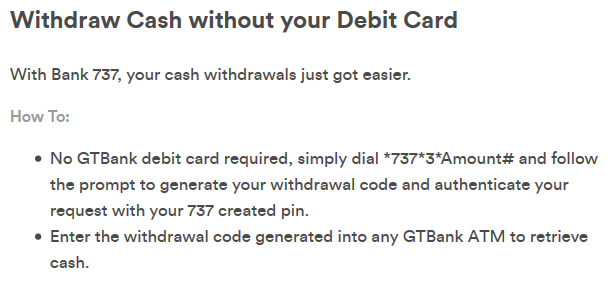 Withdraw Cash without your Debit Card
With Bank 737, your cash withdrawals just got easier.
How To:
• No GTBank debit card required, simply dial *737*3*Amount# and follow
the prompt to generate your withdrawal code and authenticate your
request with your 737 created pin.
• Enter the withdrawal code generated into any GTBank ATM to retrieve
cash.